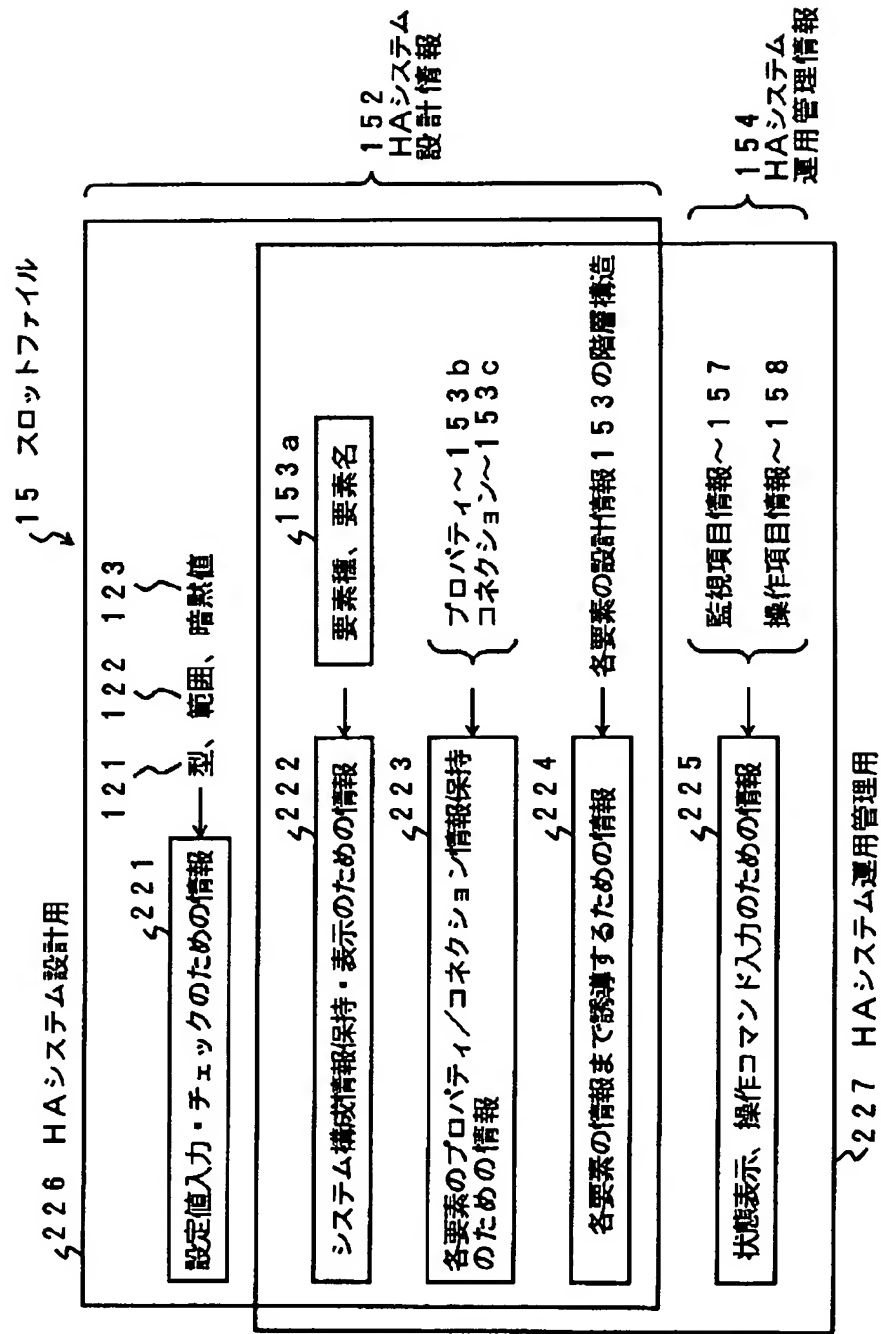 15 スロットファイル
226 HAシステム設計用
221
121 122 123
設定値入力・チェックのための情報
型、範囲、暗黙値
152
HAシステム
設計情報
222
153a
システム構成情報保持・表示のための情報
要素種、要素名
223
各要素のプロパティ/コネクション情報保持
のための情報
プロパティ~153b
コネクション~153c
224
各要素の情報まで誘導するための情報
各要素の設計情報153の階層構造
225
状態表示、操作コマンド入力のための情報
監視項目情報~157
操作項目情報~158
154
HAシステム
運用管理情報
227 HAシステム運用管理用